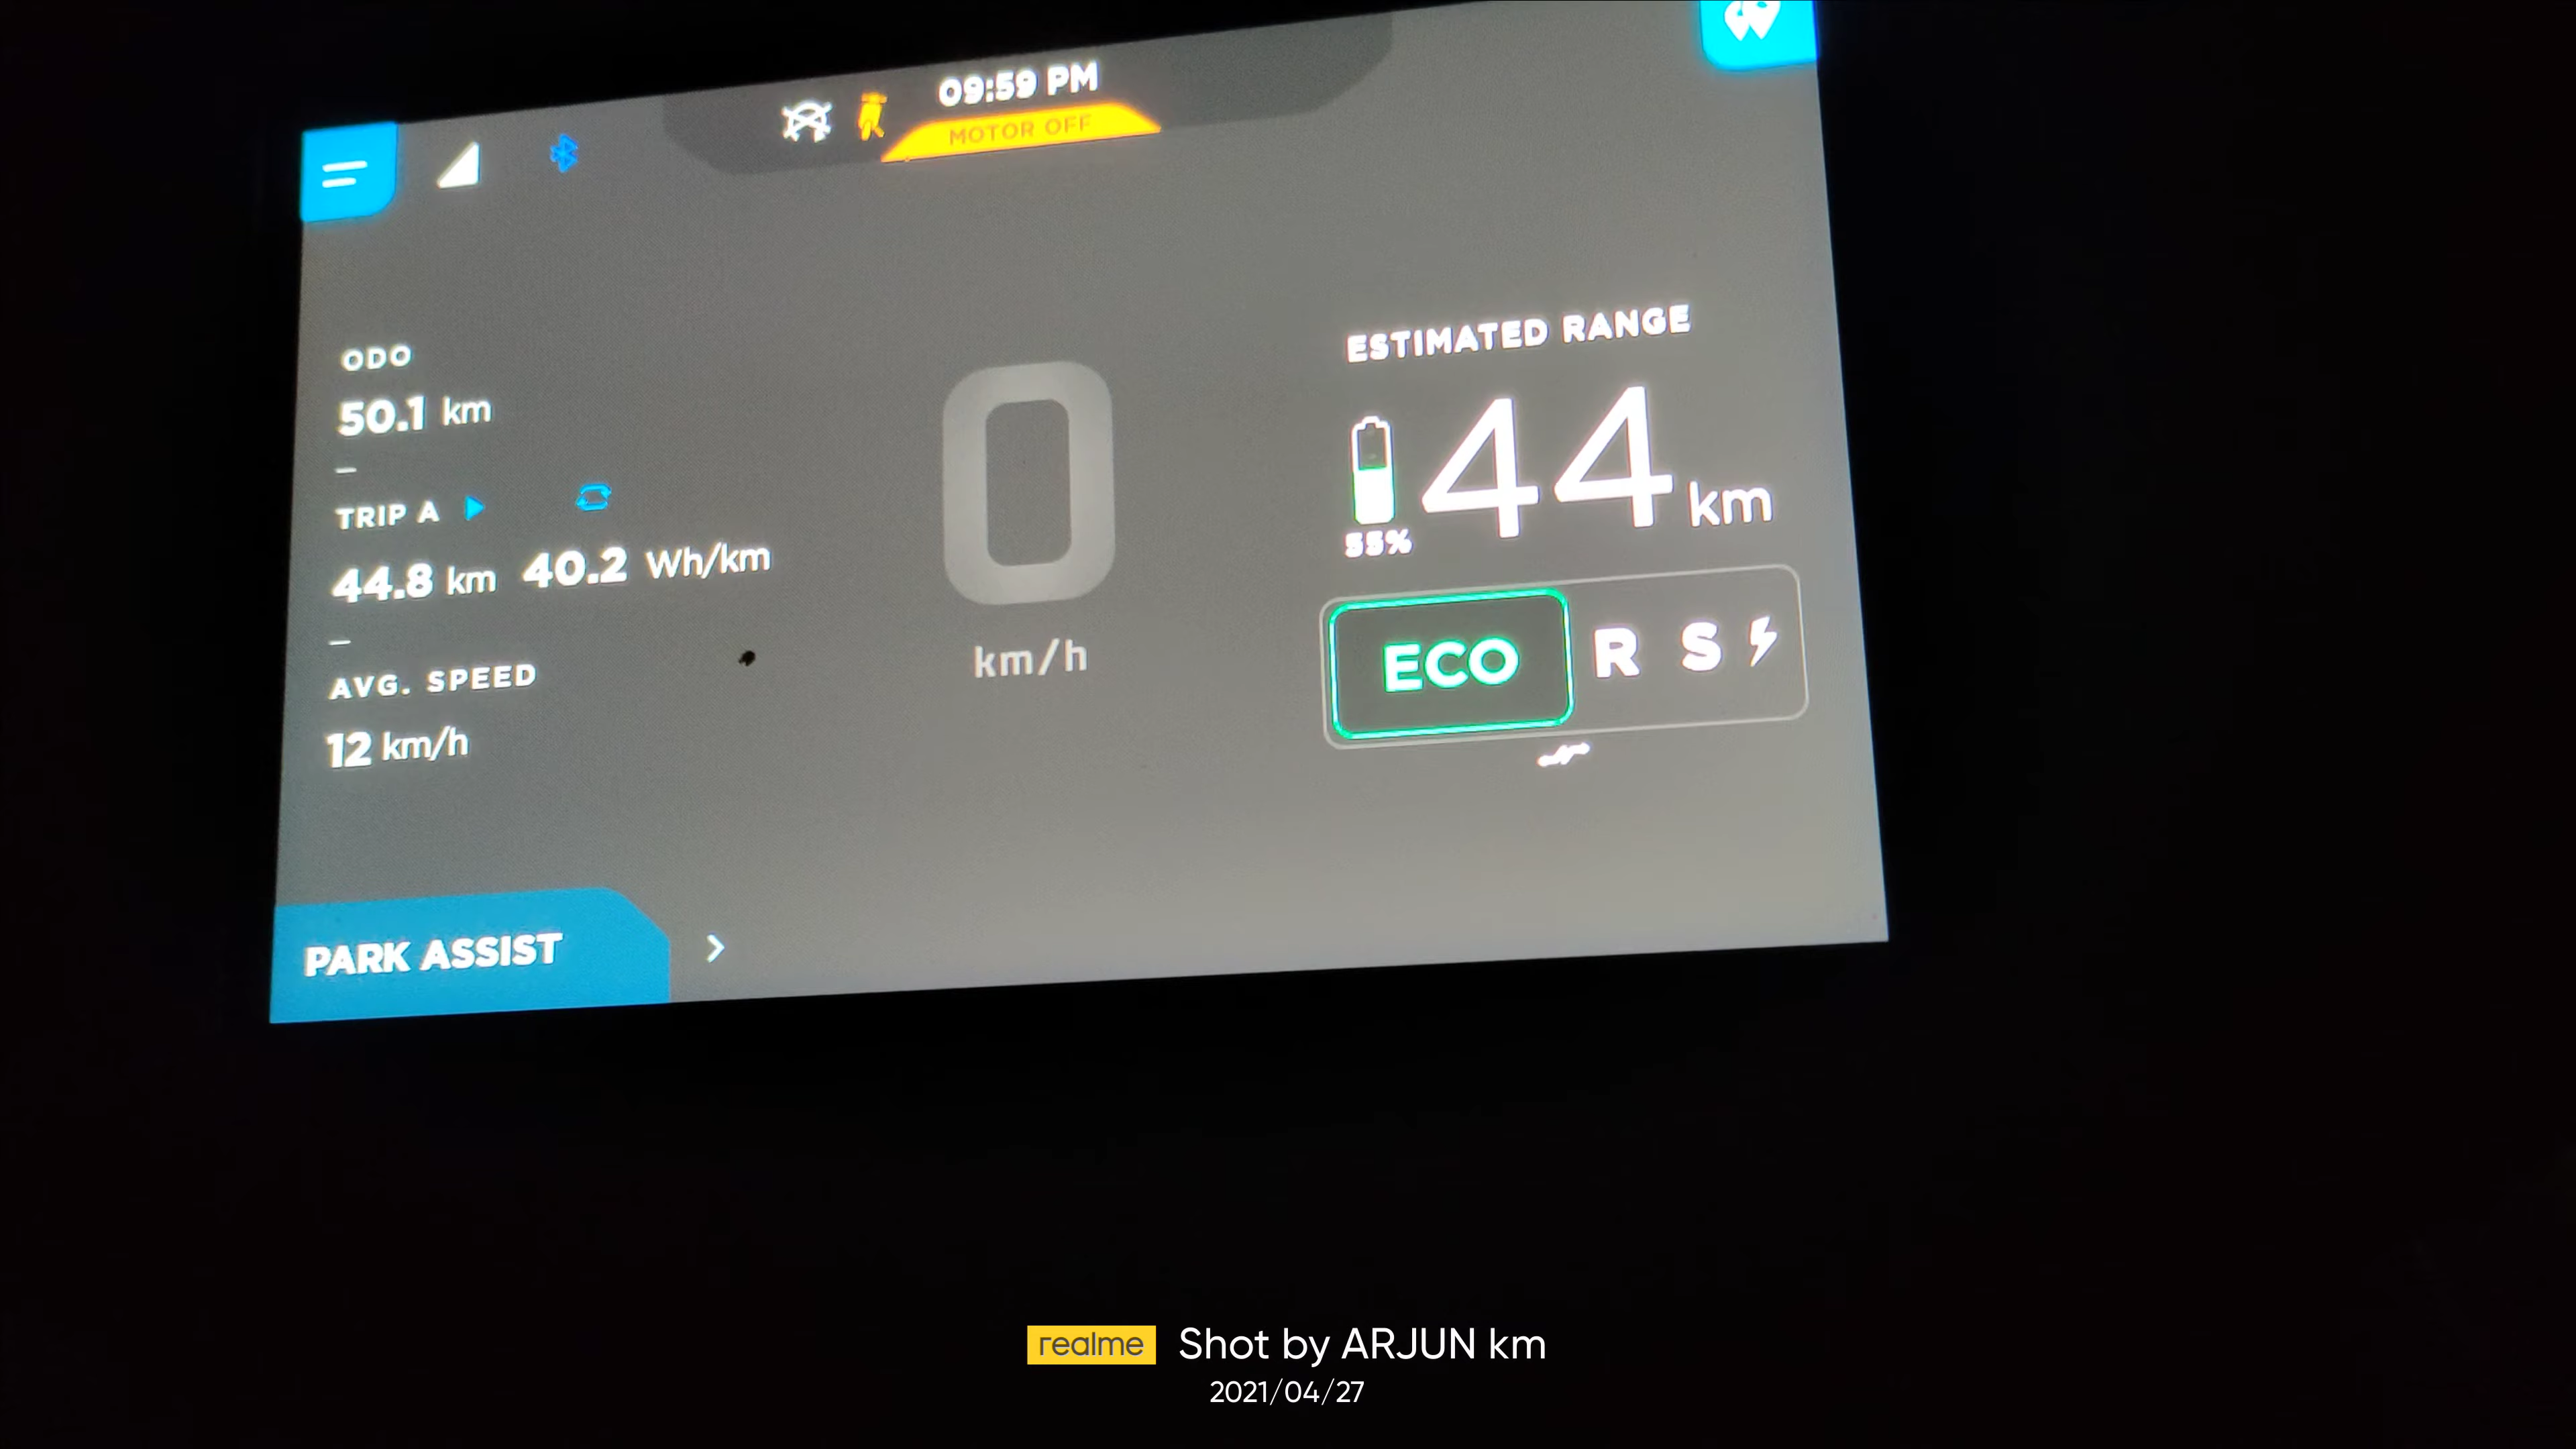 09:59 PM
MOTOR OFF
ODO
50.1 km
TRIP A
44.8 km 40.2 Wh/km
AVG. SPEED
12 km/h
0
km/h
ESTIMATED RANGE
44 km
55%
ECO R S
PARK ASSIST
realme Shot by ARJUN km
2021/04/27